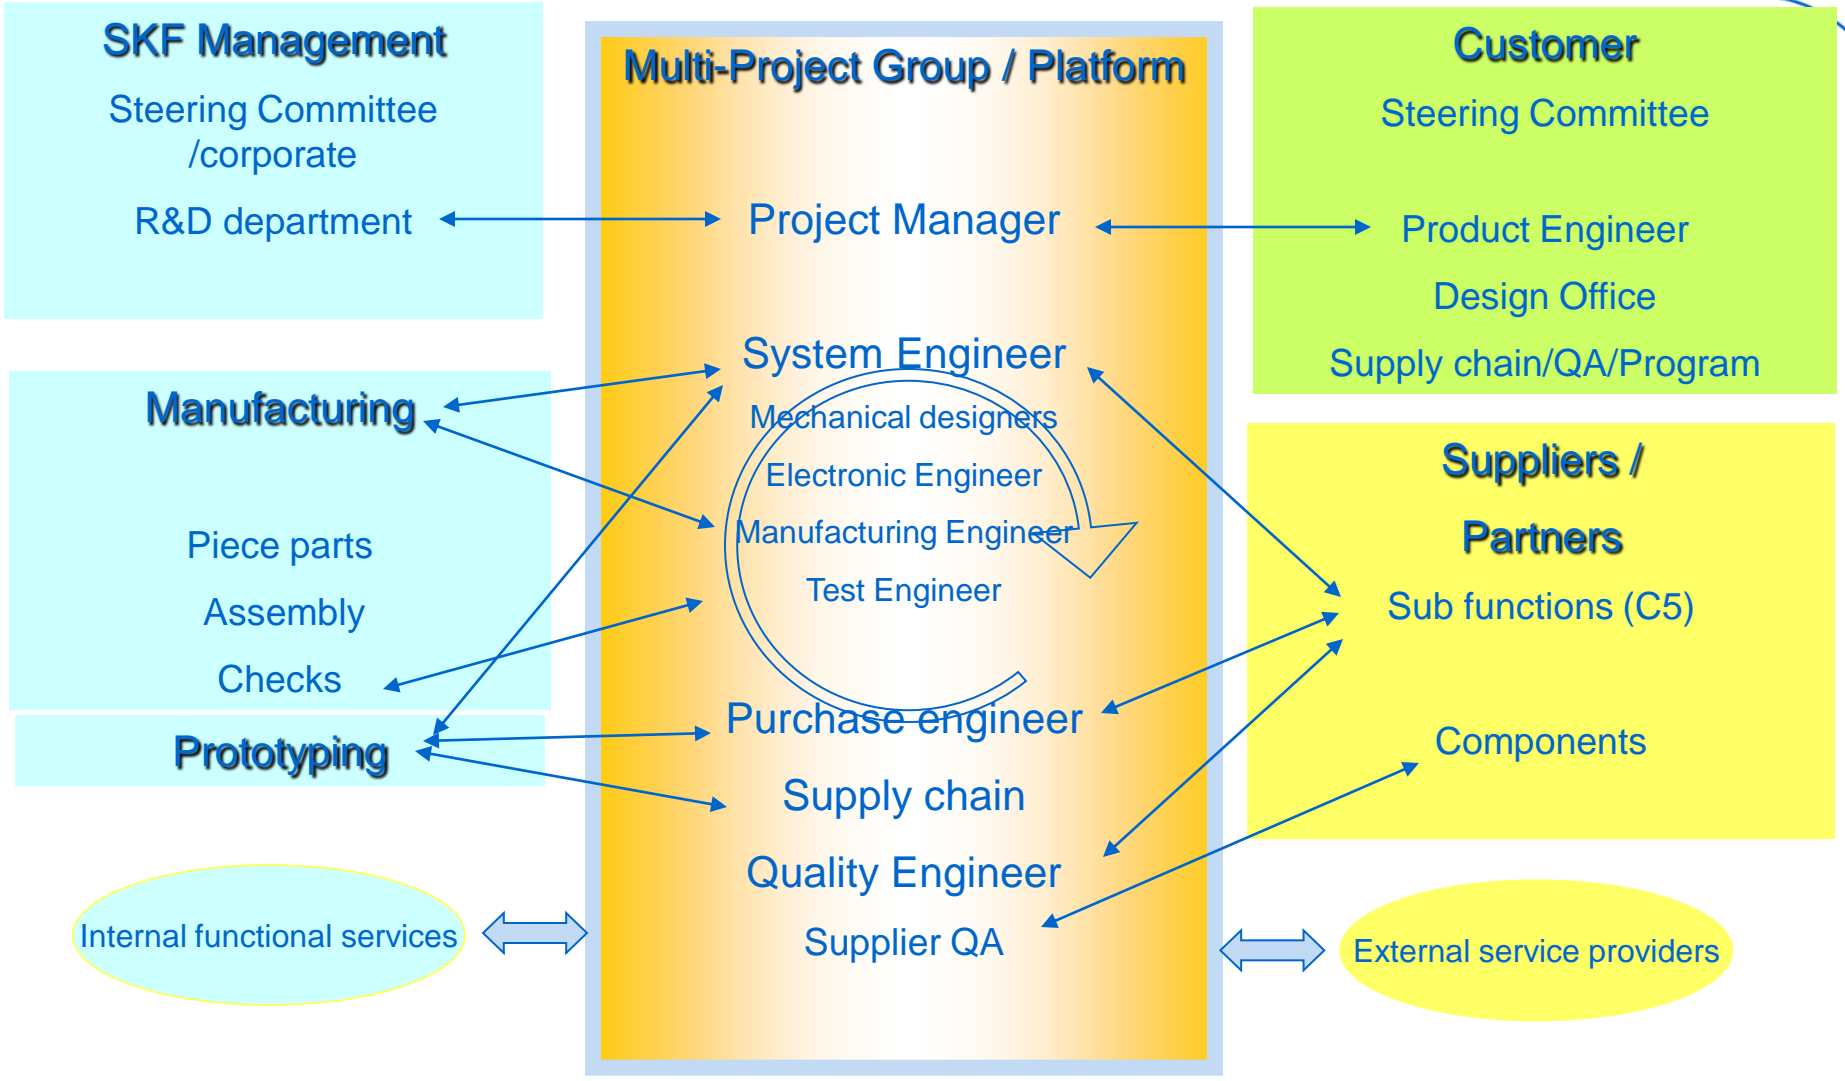 SKF Management
Steering Committee
/corporate
R&D department
Manufacturing
Piece parts
Assembly
Checks
Prototyping
Internal functional services
Multi-Project Group / Platform
Project Manager
System Engineer
Mechanical designers
Electronic Engineer
Manufacturing Engineer
Test Engineer
Purchase engineer
Supply chain
Quality Engineer
Supplier QA
Customer
Steering Committee
Product Engineer
Design Office
Supply chain/QA/Program
Suppliers /
Partners
Sub functions (C5)
Components
External service providers